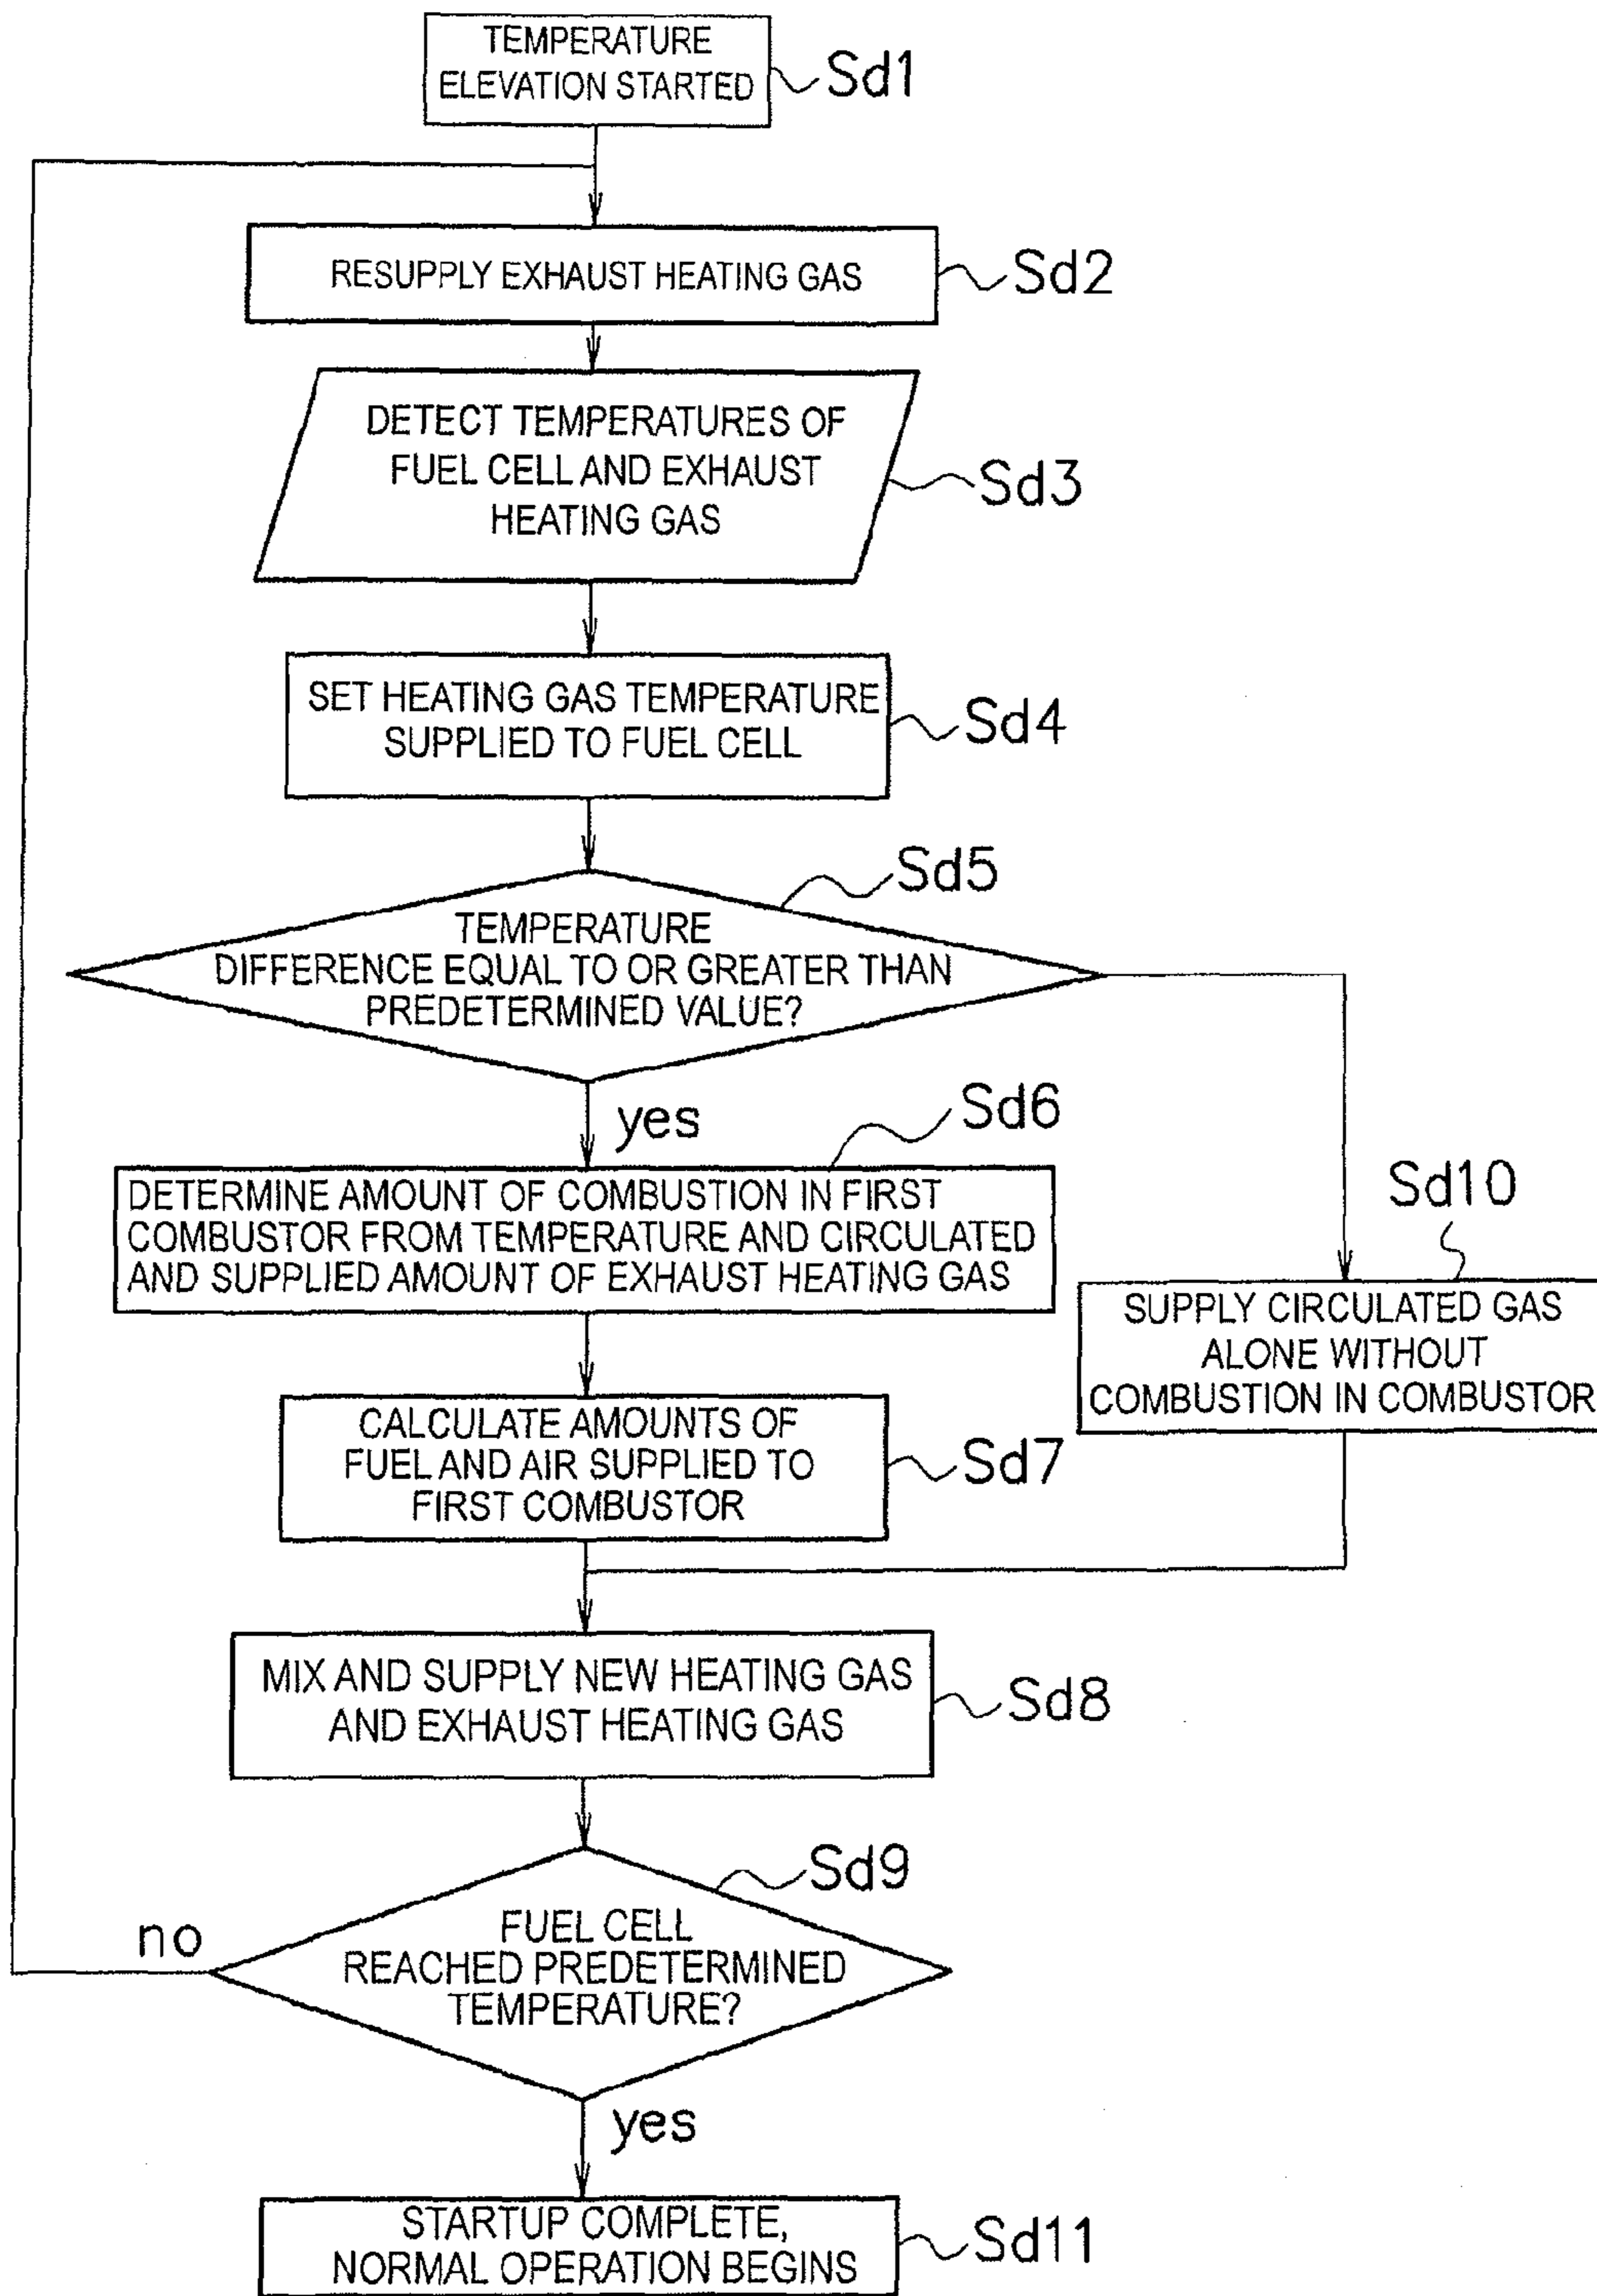 TEMPERATURE
ELEVATION STARTED
Sd1
RESUPPLY EXHAUST HEATING GAS
Sd2
DETECT TEMPERATURES OF
FUEL CELL AND EXHAUST
HEATING GAS
Sd3
SET HEATING GAS TEMPERATURE
SUPPLIED TO FUEL CELL
Sd4
Sd5
TEMPERATURE
DIFFERENCE EQUAL TO OR GREATER THAN
PREDETERMINED VALUE?
yes
Sd6
DETERMINE AMOUNT OF COMBUSTION IN FIRST
COMBUSTOR FROM TEMPERATURE AND CIRCULATED
AND SUPPLIED AMOUNT OF EXHAUST HEATING GAS
Sd10
SUPPLY CIRCULATED GAS
ALONE WITHOUT
COMBUSTION IN COMBUSTOR
CALCULATE AMOUNTS OF
FUEL AND AIR SUPPLIED TO
FIRST COMBUSTOR
Sd7
MIX AND SUPPLY NEW HEATING GAS
AND EXHAUST HEATING GAS
Sd8
Sd9
no
FUEL CELL
REACHED PREDETERMINED
TEMPERATURE?
yes
STARTUP COMPLETE,
NORMAL OPERATION BEGINS
Sd11